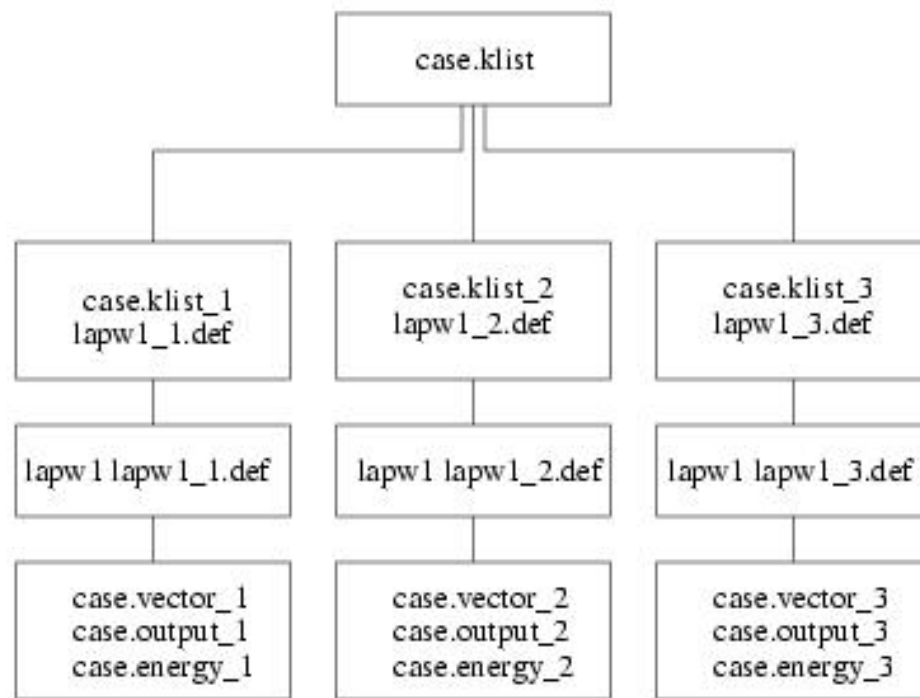 case.klist
case.klist_1
lapw1_1.def
case.klist_2
lapw1_2.def
case.klist_3
lapw1_3.def
lapw1 lapw1_1.def
lapw1 lapw1_2.def
lapw1 lapw1_3.def
case.vector_1
case.output_1
case.energy_1
case.vector_2
case.output_2
case.energy_2
case.vector_3
case.output_3
case.energy_3